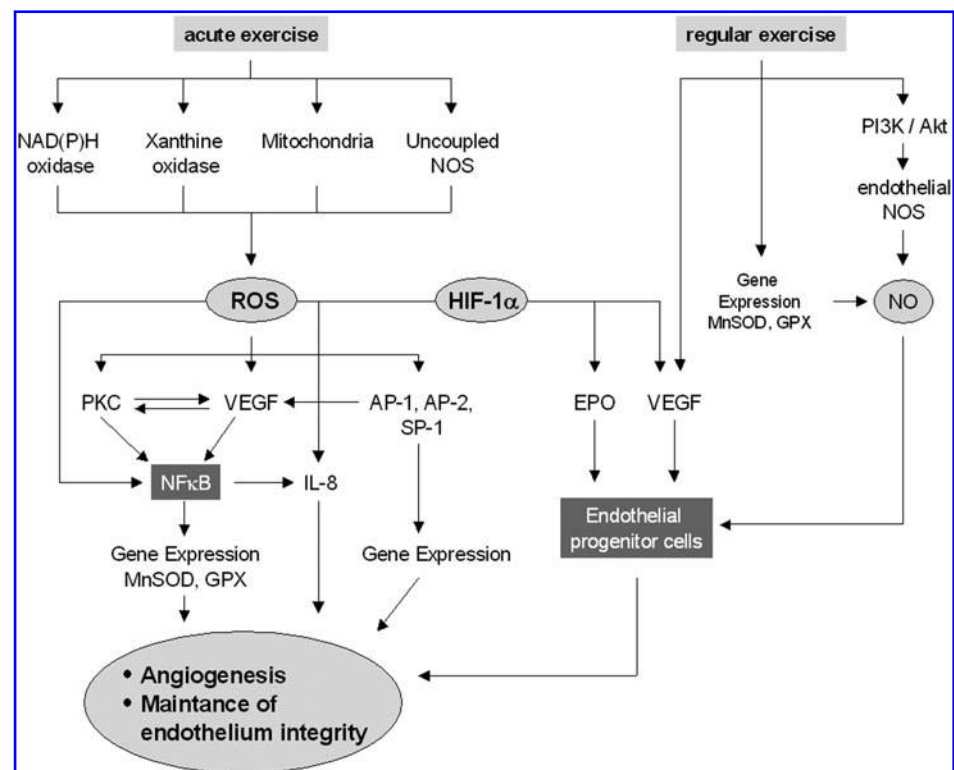 acute exercise
regular exercise
NAD(P)H
oxidase
Xanthine
oxidase
Mitochondria
Uncoupled
NOS
PI3K / Akt
endothelial
NOS
ROS
HIF-1α
Gene
Expression
MnSOD, GPX
NO
PKC
VEGF
AP-1, AP-2,
SP-1
EPO
VEGF
NFκB
IL-8
Endothelial
progenitor cells
Gene Expression
MnSOD, GPX
Gene Expression
• Angiogenesis
• Maintance of
endothelium integrity